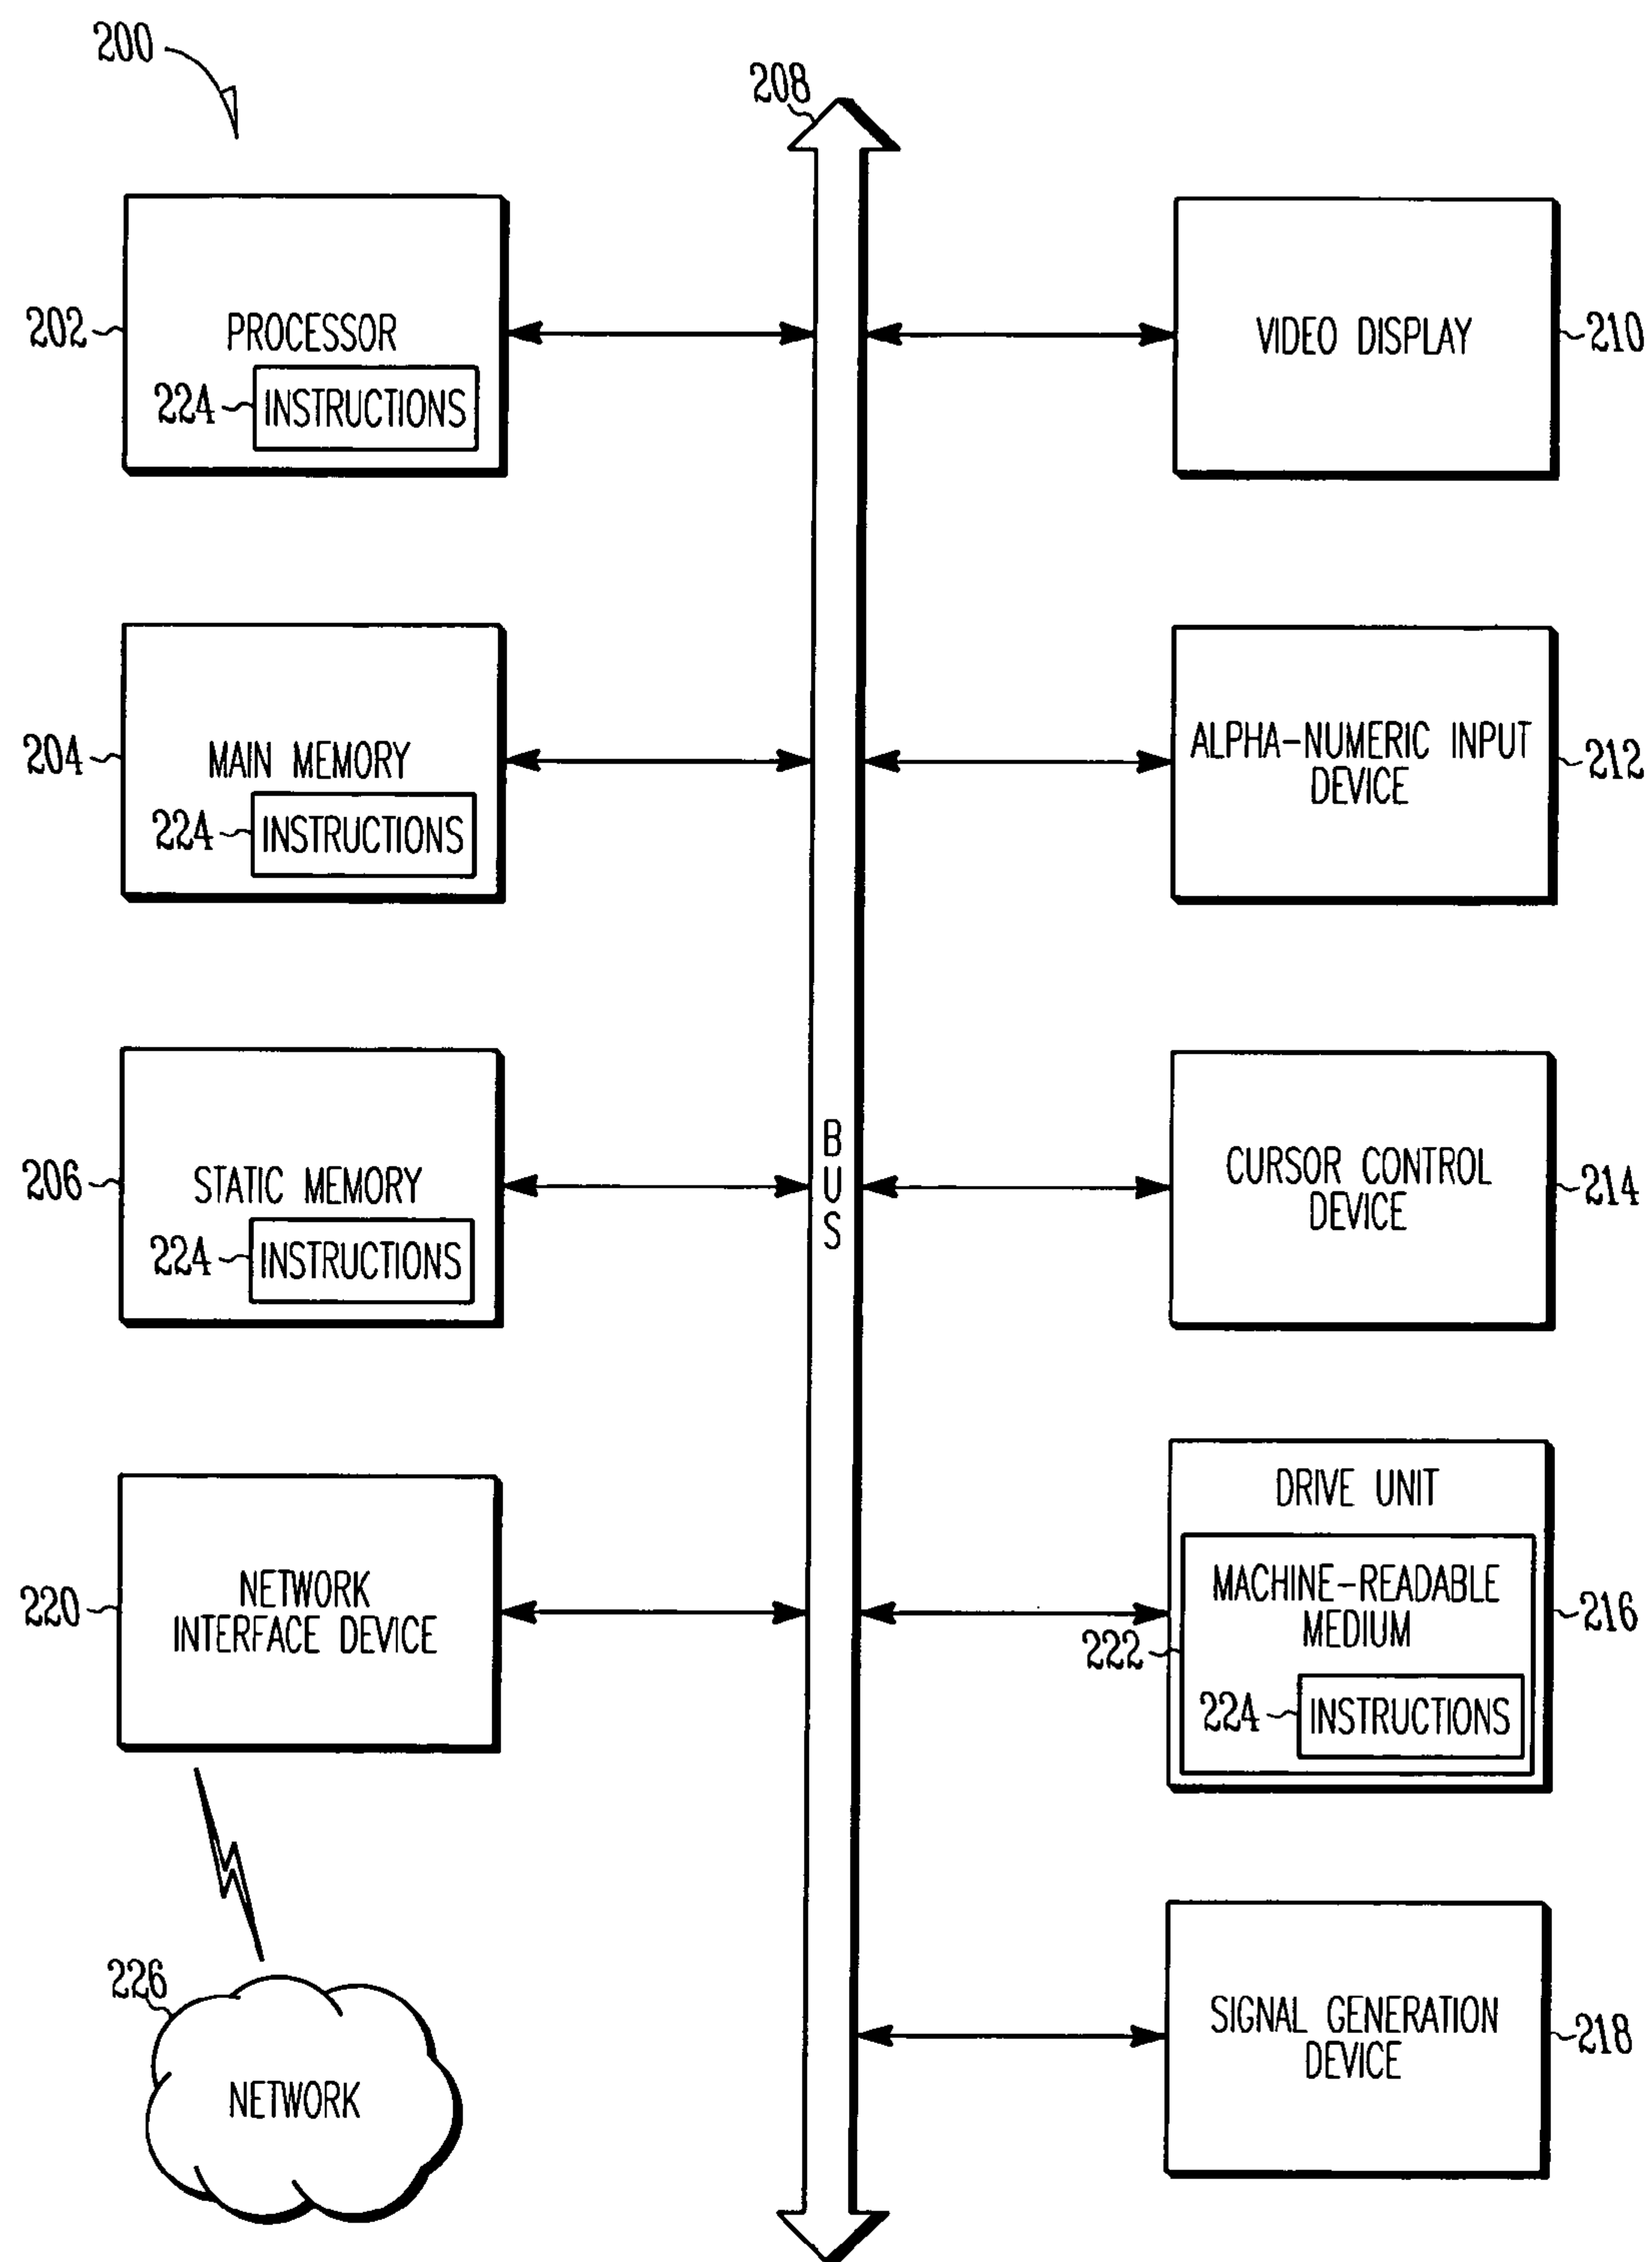 200
208
202
PROCESSOR
224
INSTRUCTIONS
VIDEO DISPLAY
210
204
MAIN MEMORY
224
INSTRUCTIONS
ALPHA-NUMERIC INPUT
DEVICE
212
206
STATIC MEMORY
224
INSTRUCTIONS
B
U
S
CURSOR CONTROL
DEVICE
214
220
NETWORK
INTERFACE DEVICE
DRIVE UNIT
MACHINE-READABLE
MEDIUM
216
222
224
INSTRUCTIONS
226
NETWORK
SIGNAL GENERATION
DEVICE
218